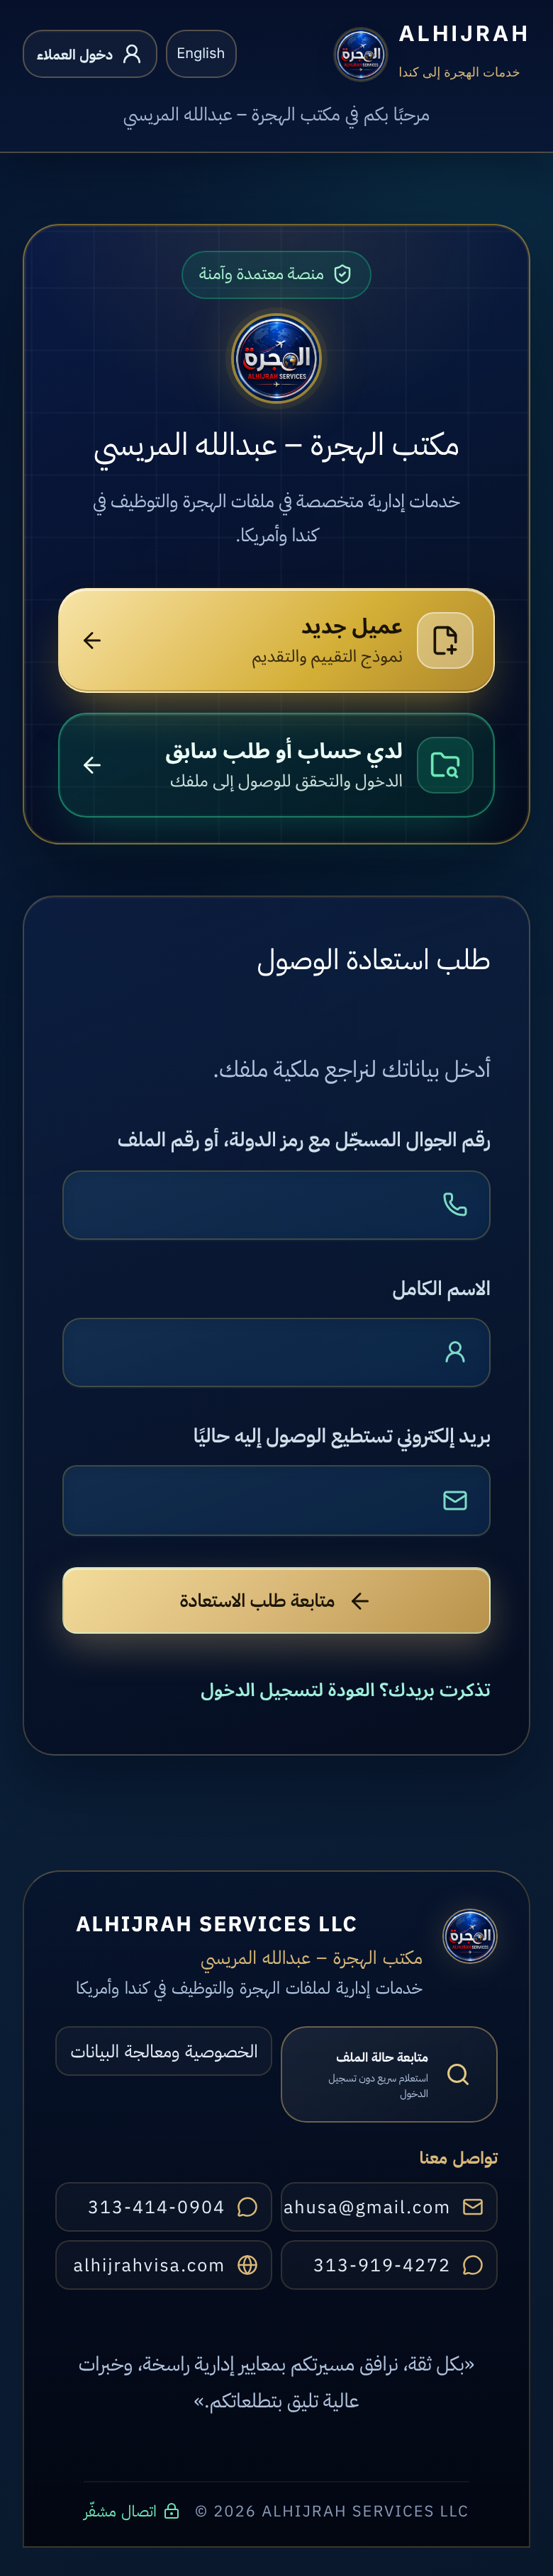 ALHIJRAH
خدمات الهجرة إلى كندا
English
دخول العملاء
مرحبًا بكم في مكتب الهجرة – عبدالله المريسي
منصة معتمدة وآمنة
الهجرة
ALHIJRAH SERVICES
مكتب الهجرة – عبدالله المريسي
خدمات إدارية متخصصة في ملفات الهجرة والتوظيف في
كندا وأمريكا.
عميل جديد
نموذج التقييم والتقديم
لدي حساب أو طلب سابق
الدخول والتحقق للوصول إلى ملفك
طلب استعادة الوصول
أدخل بياناتك لنراجع ملكية ملفك.
رقم الجوال المسجّل مع رمز الدولة، أو رقم الملف
الاسم الكامل
بريد إلكتروني تستطيع الوصول إليه حاليًا
متابعة طلب الاستعادة
تذكرت بريدك؟ العودة لتسجيل الدخول
ALHIJRAH SERVICES LLC
مكتب الهجرة – عبدالله المريسي
خدمات إدارية لملفات الهجرة والتوظيف في كندا وأمريكا
متابعة حالة الملف
استعلام سريع دون تسجيل
الدخول
الخصوصية ومعالجة البيانات
تواصل معنا
ahusa@gmail.com
313-414-0904
313-919-4272
alhijrahvisa.com
«بكل ثقة، نرافق مسيرتكم بمعايير إدارية راسخة، وخبرات
عالية تليق بتطلعاتكم.»
© 2026 ALHIJRAH SERVICES LLC
اتصال مشفّر